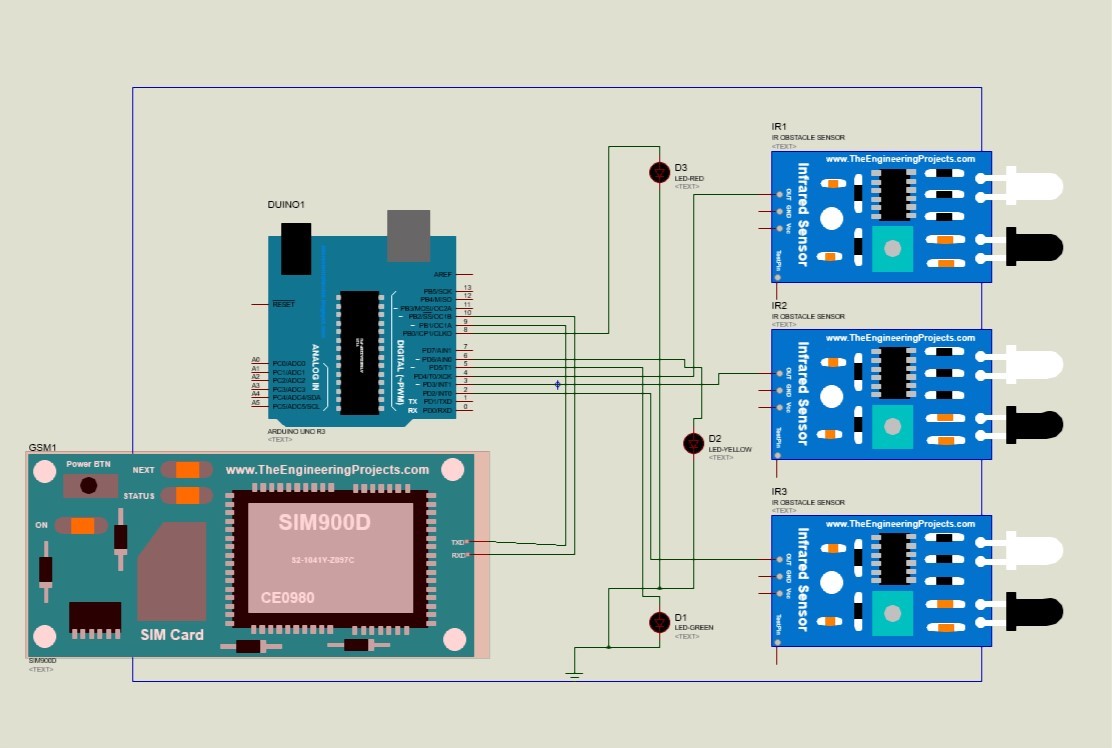 IR1
IR OBSTACLE SENSOR
<TEXT>
www.TheEngineeringProjects.com
Infrared Sensor
OUT
GND
Vcc
TestPin
D3
LED-RED
<TEXT>
DUINO1
AREF
RESET
PB5/SCK
PB4/MISO
~ PB3/MOSI/OC2A
~ PB2/SS/OC1B
~ PB1/OC1A
PB0/ICP1/CLKO
13
12
11
10
9
8
PD7/AIN1
~ PD6/AIN0
~ PD5/T1
PD4/T0/XCK
~ PD3/INT1
PD2/INT0
TX PD1/TXD
RX PD0/RXD
7
6
5
4
3
2
1
0
DIGITAL (~PWM)
ANALOG IN
A0
A1
A2
A3
A4
A5
PC0/ADC0
PC1/ADC1
PC2/ADC2
PC3/ADC3
PC4/ADC4/SDA
PC5/ADC5/SCL
ARDUINO UNO R3
<TEXT>
IR2
IR OBSTACLE SENSOR
<TEXT>
www.TheEngineeringProjects.com
Infrared Sensor
OUT
GND
Vcc
TestPin
D2
LED-YELLOW
<TEXT>
GSM1
Power BTN
NEXT
STATUS
ON
www.TheEngineeringProjects.com
SIM900D
S2-1041Y-Z097C
CE0980
SIM Card
TXD
RXD
SIM900D
<TEXT>
IR3
IR OBSTACLE SENSOR
<TEXT>
www.TheEngineeringProjects.com
Infrared Sensor
OUT
GND
Vcc
TestPin
D1
LED-GREEN
<TEXT>